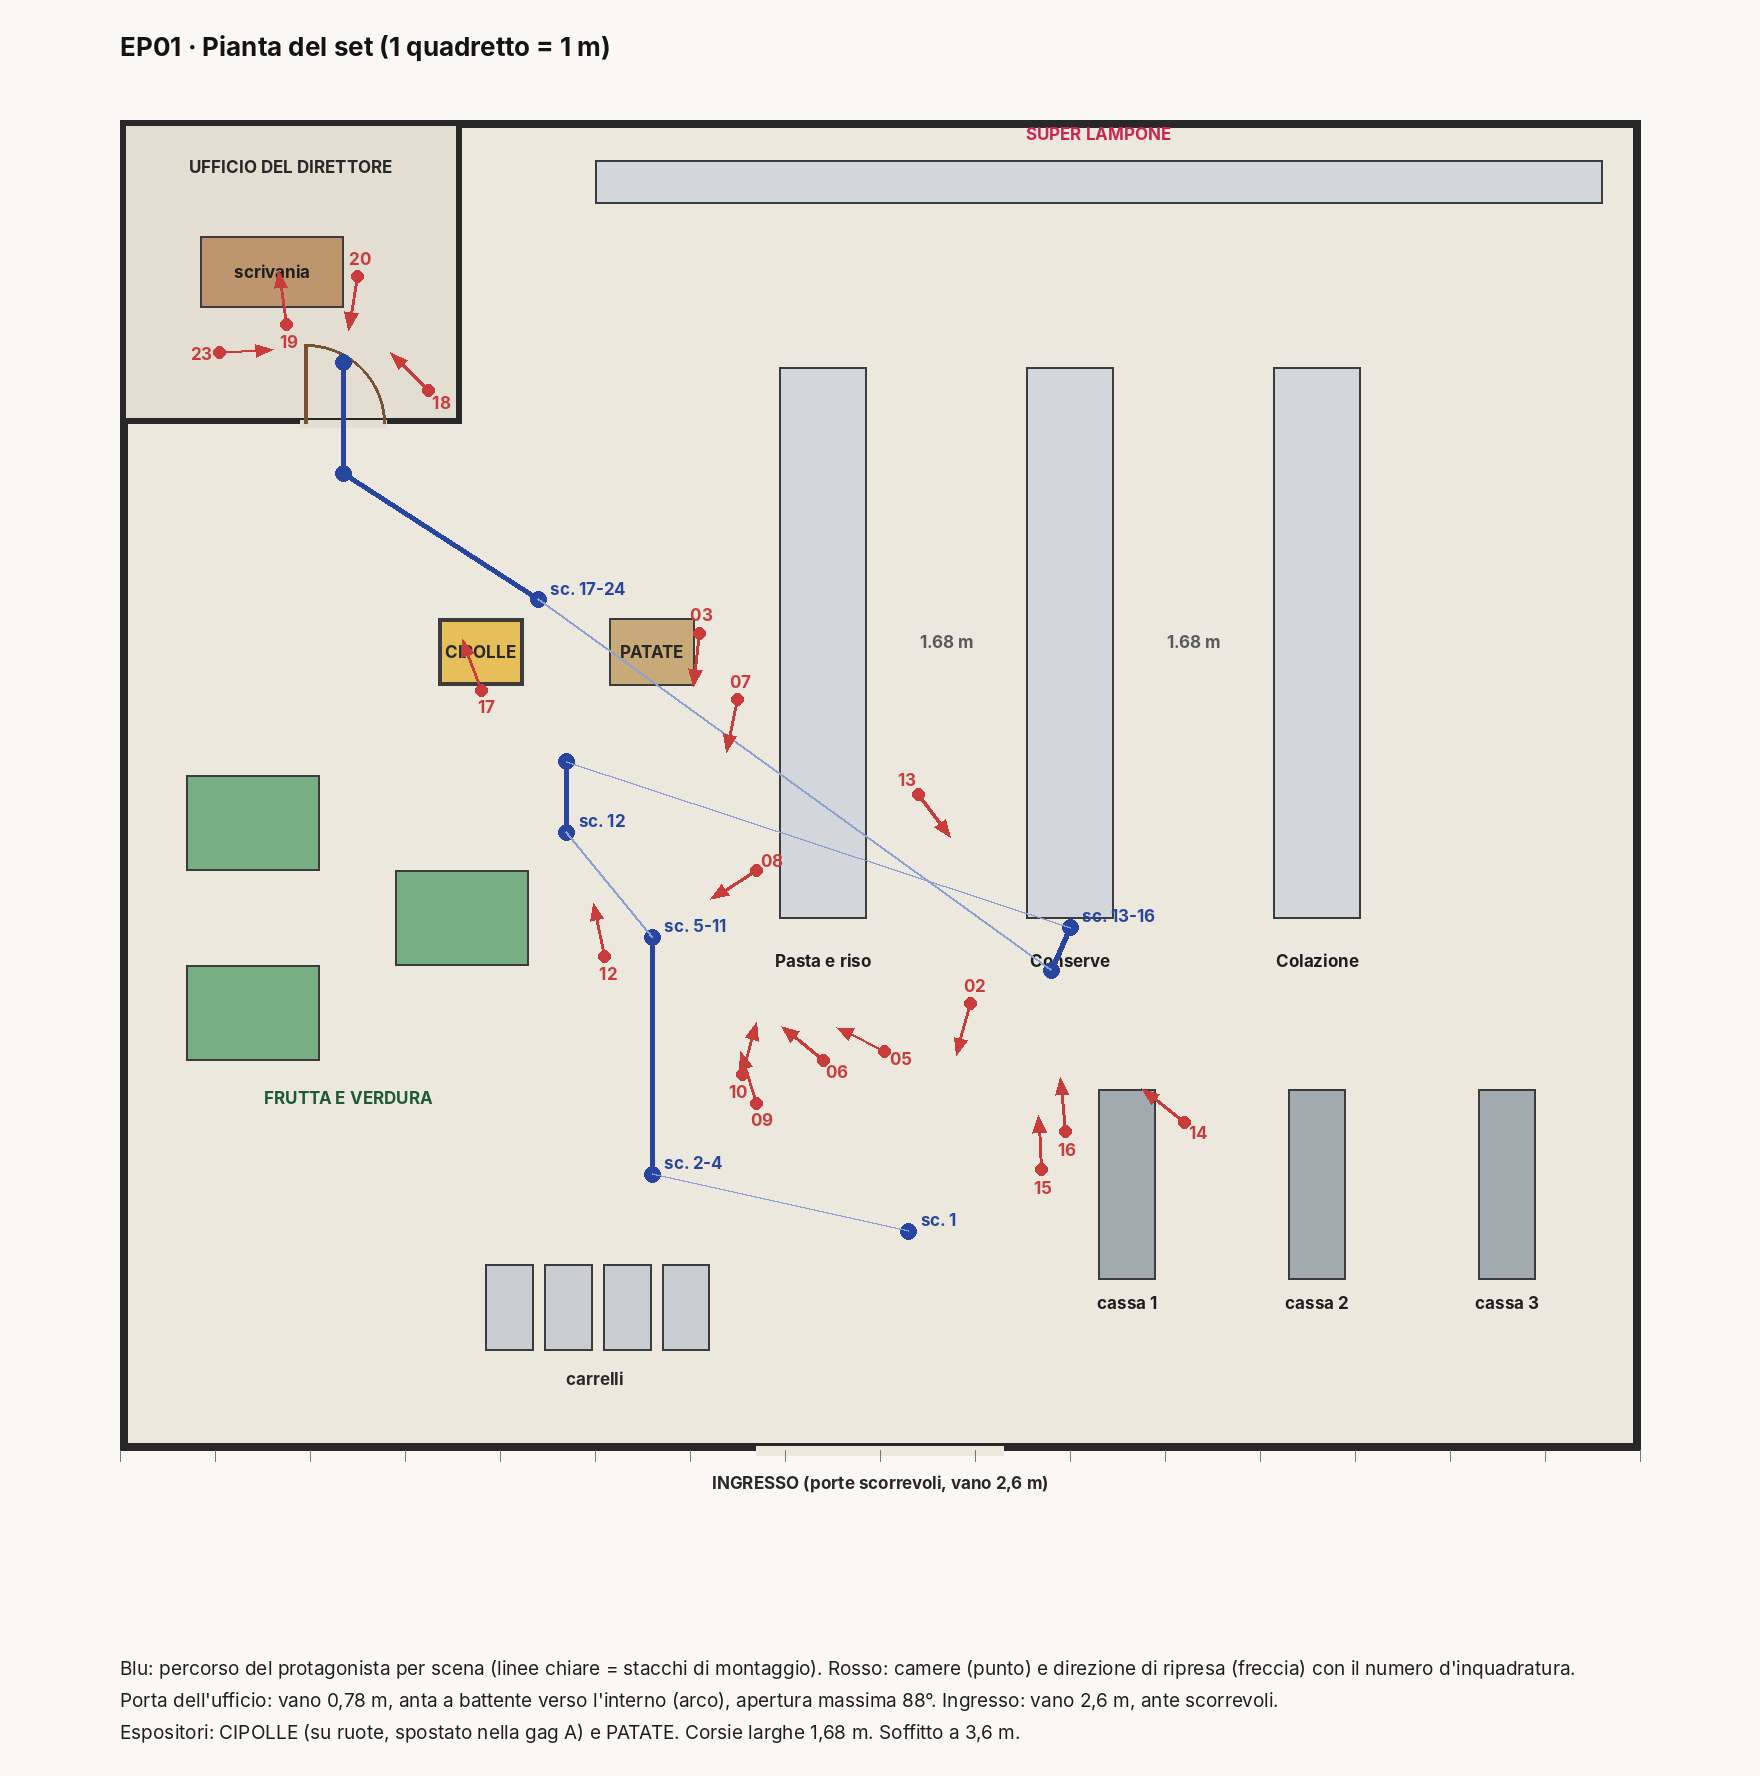 EP01 · Pianta del set (1 quadretto = 1 m)
SUPER LAMPONE
UFFICIO DEL DIRETTORE
scrivania
20
19
23
18
sc. 17-24
CIPOLLE
PATATE
03
1.68 m
1.68 m
07
17
13
sc. 12
08
sc. 5-11
sc. 13-16
12
Pasta e riso
Conserve
Colazione
02
05
06
10
09
FRUTTA E VERDURA
14
16
15
sc. 2-4
sc. 1
cassa 1
cassa 2
cassa 3
carrelli
INGRESSO (porte scorrevoli, vano 2,6 m)
Blu: percorso del protagonista per scena (linee chiare = stacchi di montaggio). Rosso: camere (punto) e direzione di ripresa (freccia) con il numero d'inquadratura.
Porta dell'ufficio: vano 0,78 m, anta a battente verso l'interno (arco), apertura massima 88°. Ingresso: vano 2,6 m, ante scorrevoli.
Espositori: CIPOLLE (su ruote, spostato nella gag A) e PATATE. Corsie larghe 1,68 m. Soffitto a 3,6 m.